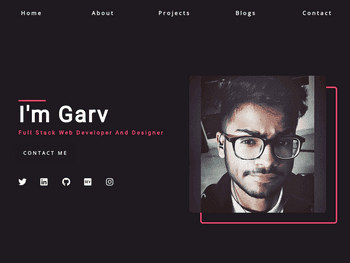 Home About Projects Blogs Contact
I'm Garv
Full Stack Web Developer And Designer
CONTACT ME